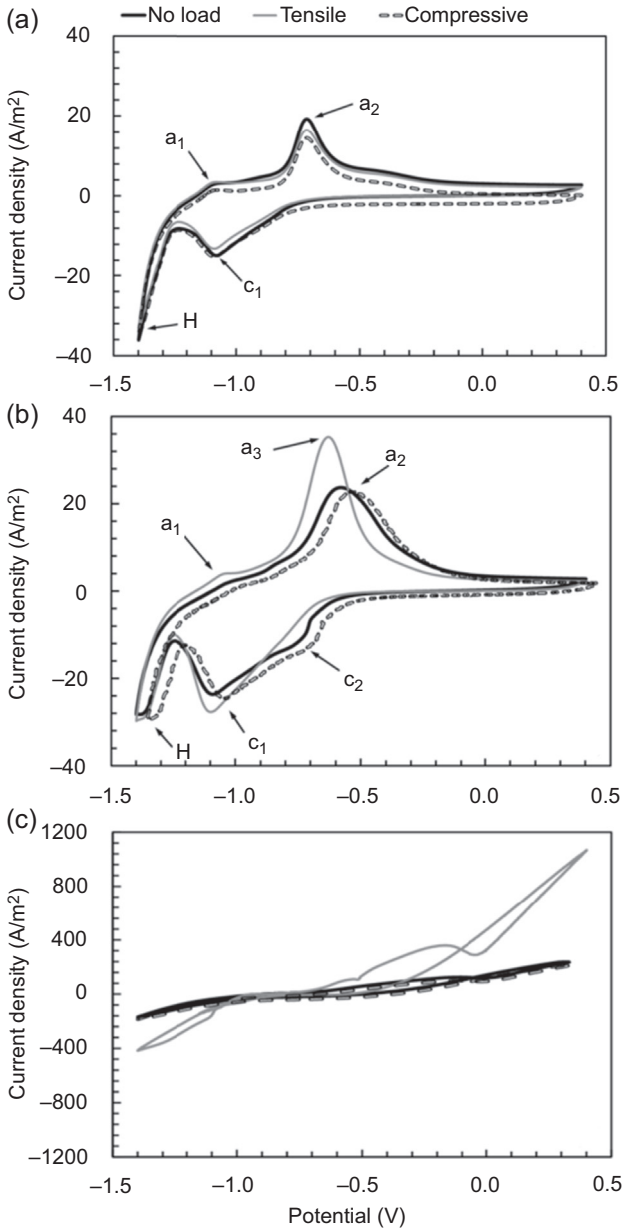 (a) No load Tensile Compressive
40
20
0
–20
–40
Current density (A/m²)
a₁
a₂
c₁
H
–1.5 –1.0 –0.5 0.0 0.5
(b)
40
20
0
–20
–40
Current density (A/m²)
a₁
a₃
a₂
c₂
c₁
H
–1.5 –1.0 –0.5 0.0 0.5
(c)
1200
800
400
0
–400
–800
–1200
Current density (A/m²)
–1.5 –1.0 –0.5 0.0 0.5
Potential (V)